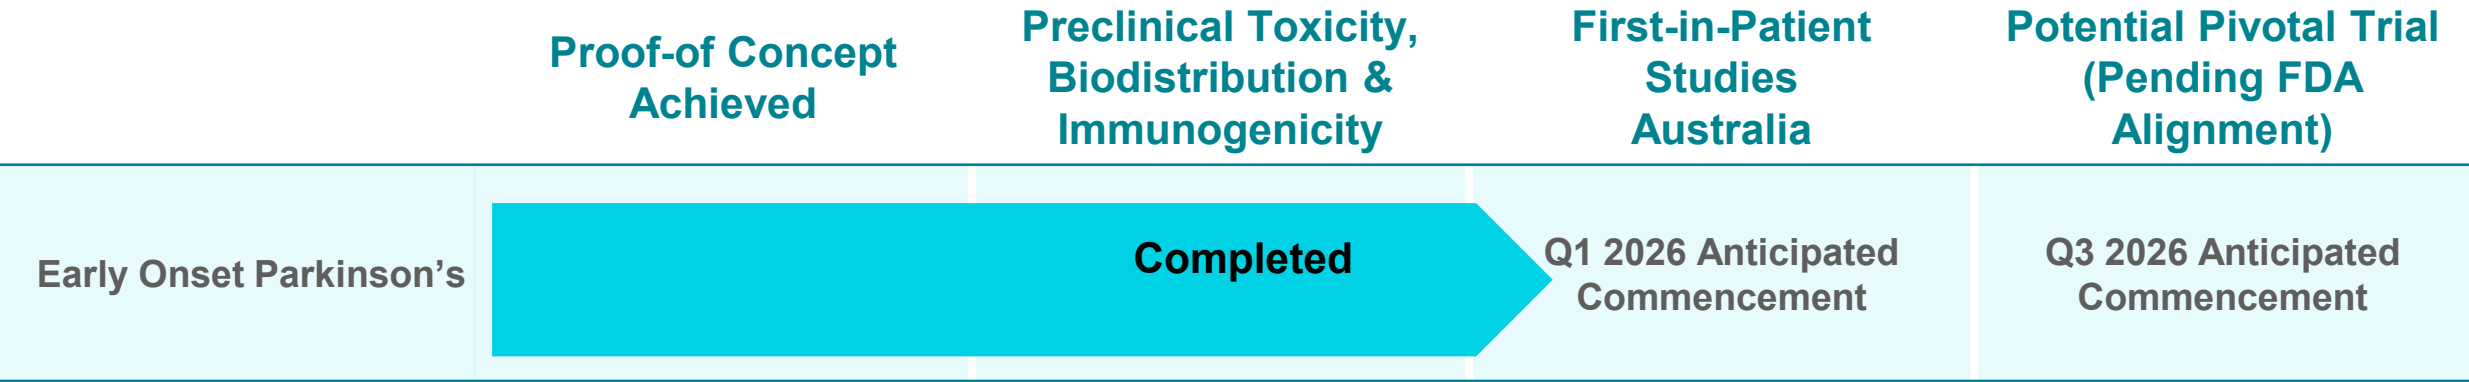 Proof-of Concept
Achieved
Preclinical Toxicity,
Biodistribution &
Immunogenicity
First-in-Patient
Studies
Australia
Potential Pivotal Trial
(Pending FDA
Alignment)
Early Onset Parkinson’s
Completed
Q1 2026 Anticipated
Commencement
Q3 2026 Anticipated
Commencement